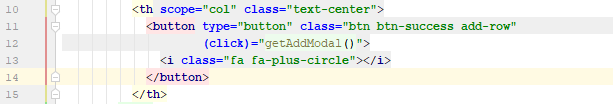 10 <th scope="col" class="text-center">
11 <button type="button" class="btn btn-success add-row"
12 (click)="getAddModal()">
13 <i class="fa fa-plus-circle"></i>
14 </button>
15 </th>